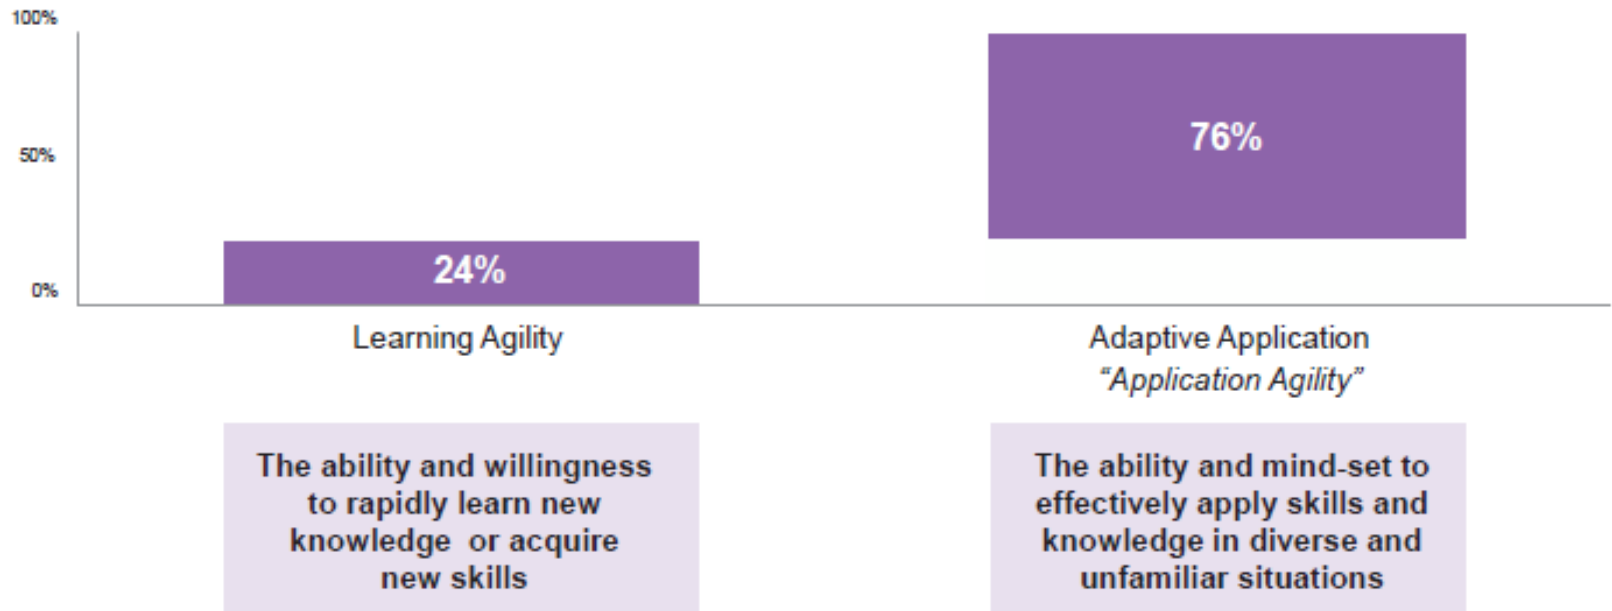 100%
76%
50%
24%
0%
Learning Agility
Adaptive Application
“Application Agility”
The ability and willingness
to rapidly learn new
knowledge or acquire
new skills
The ability and mind-set to
effectively apply skills and
knowledge in diverse and
unfamiliar situations